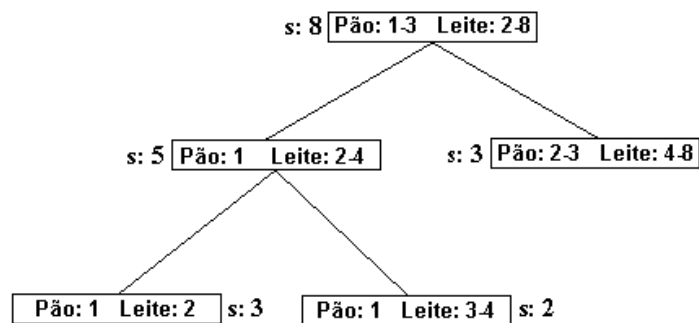 s: 8 Pão: 1-3 Leite: 2-8
s: 5 Pão: 1 Leite: 2-4
s: 3 Pão: 2-3 Leite: 4-8
Pão: 1 Leite: 2 s: 3
Pão: 1 Leite: 3-4 s: 2